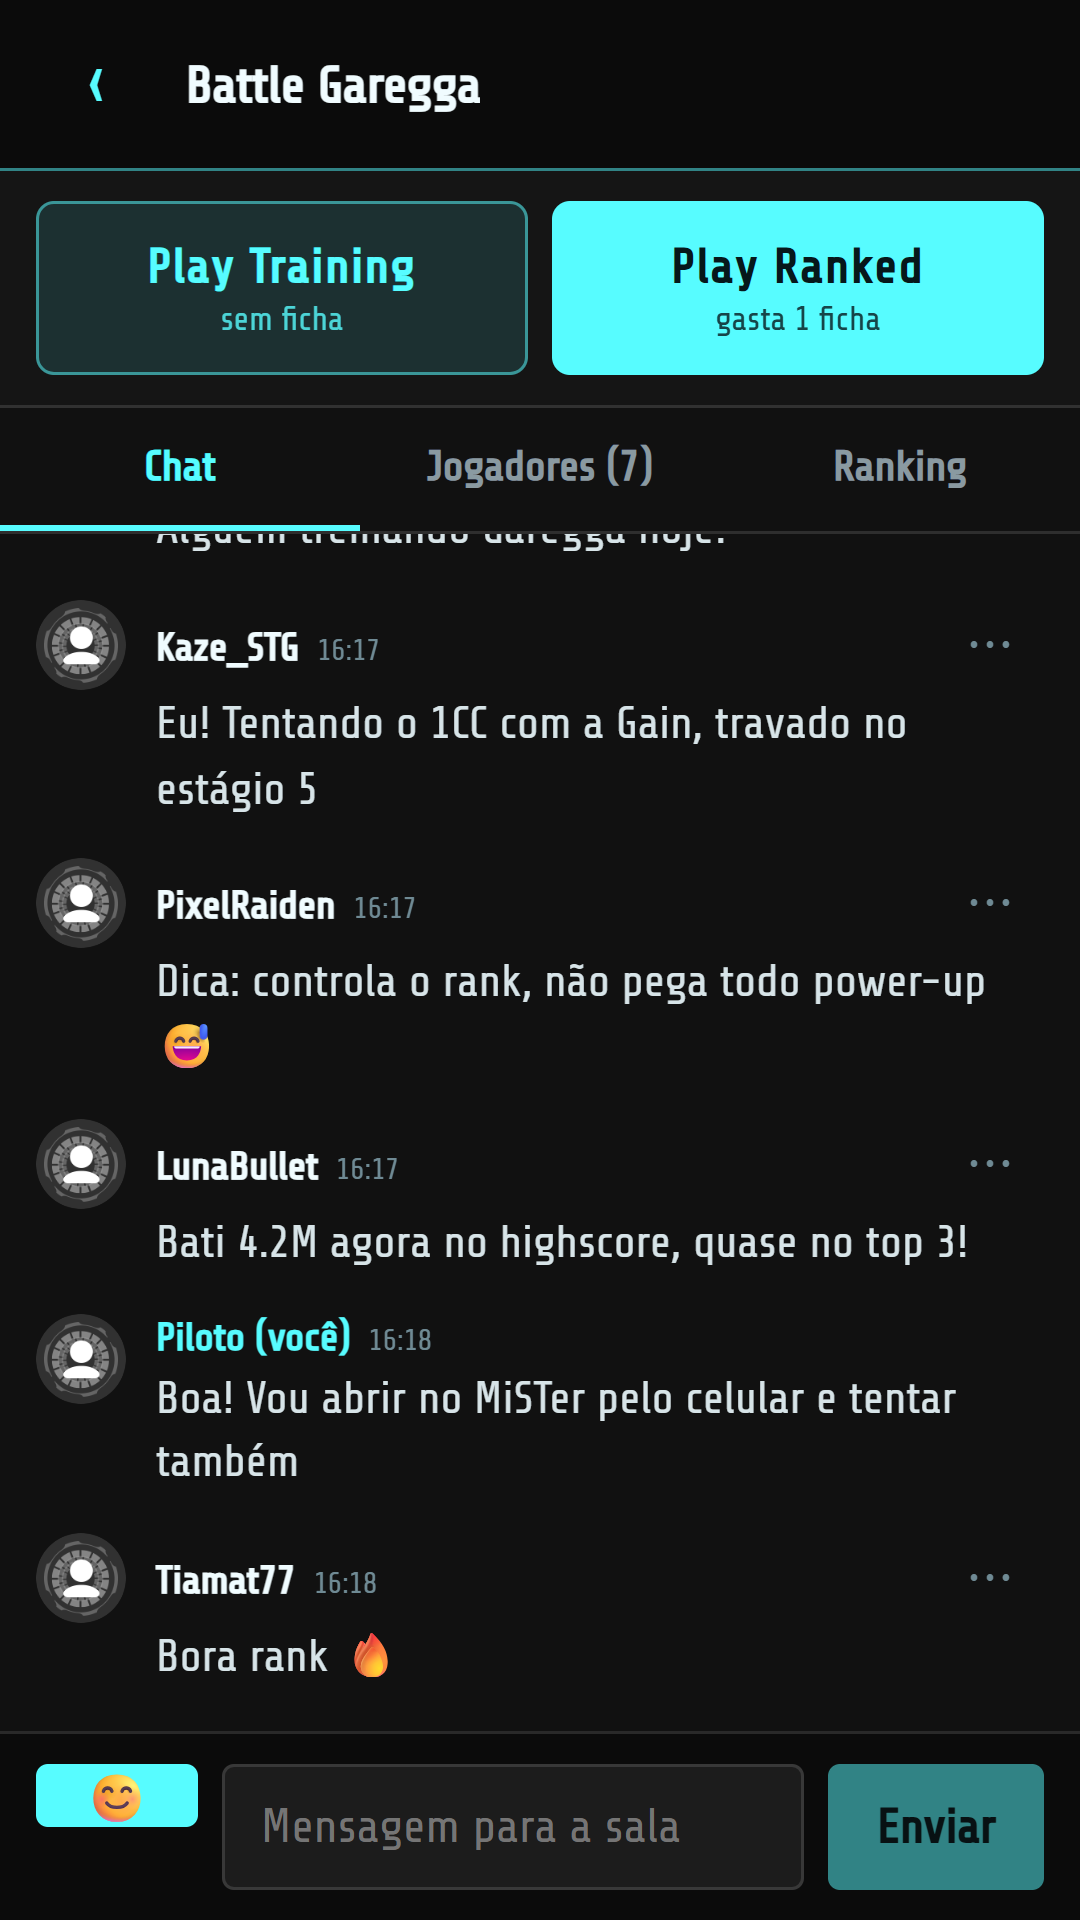 Battle Garegga
Play Training
sem ficha
Play Ranked
gasta 1 ficha
Chat
Jogadores (7)
Ranking
Kaze_STG 16:17
Eu! Tentando o 1CC com a Gain, travado no
estágio 5
PixelRaiden 16:17
Dica: controla o rank, não pega todo power-up
😅
LunaBullet 16:17
Bati 4.2M agora no highscore, quase no top 3!
Piloto (você) 16:18
Boa! Vou abrir no MiSTer pelo celular e tentar
também
Tiamat77 16:18
Bora rank 🔥
Mensagem para a sala
Enviar